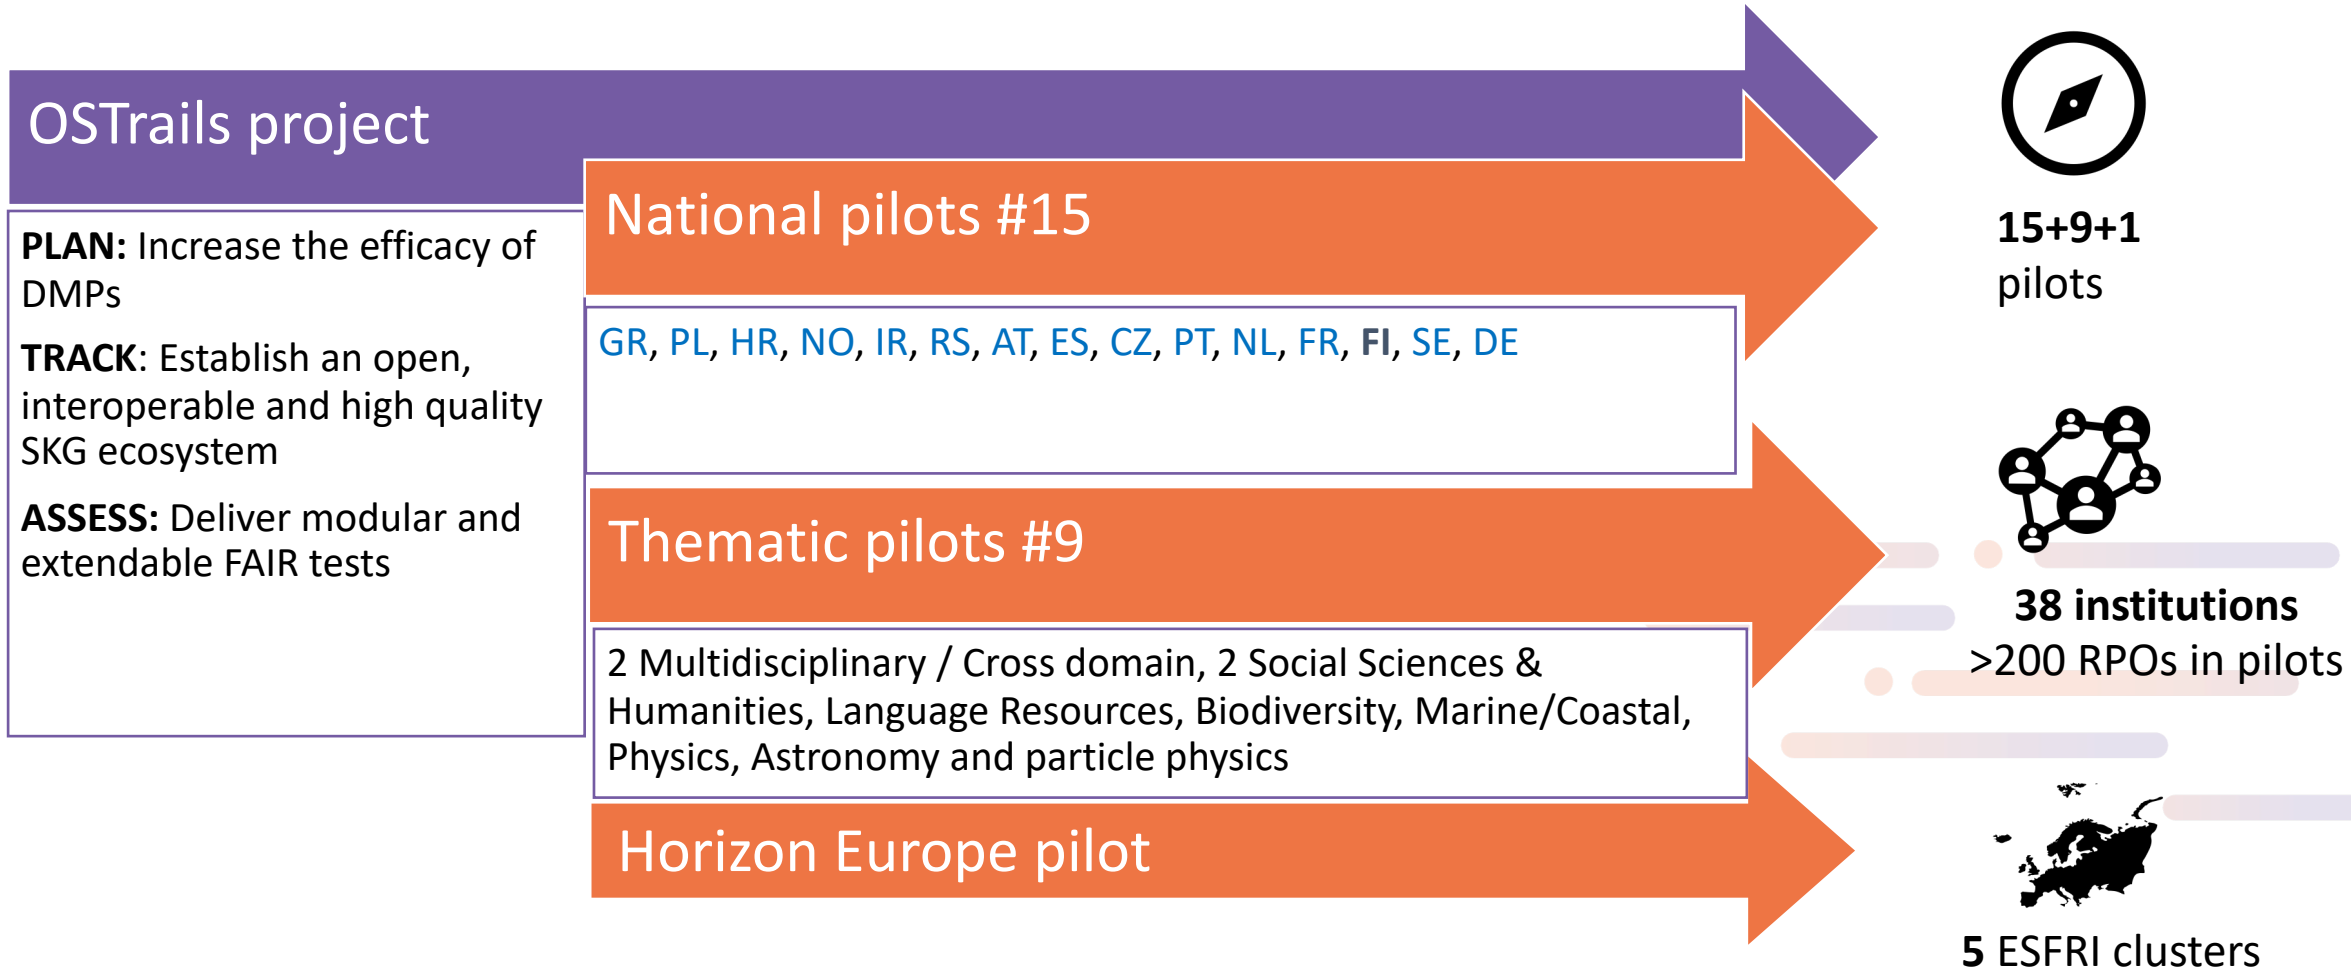 OSTrails project
PLAN: Increase the efficacy of
DMPs
TRACK: Establish an open,
interoperable and high quality
SKG ecosystem
ASSESS: Deliver modular and
extendable FAIR tests
National pilots #15
GR, PL, HR, NO, IR, RS, AT, ES, CZ, PT, NL, FR, FI, SE, DE
Thematic pilots #9
2 Multidisciplinary / Cross domain, 2 Social Sciences &
Humanities, Language Resources, Biodiversity, Marine/Coastal,
Physics, Astronomy and particle physics
Horizon Europe pilot
15+9+1
pilots
38 institutions
>200 RPOs in pilots
5 ESFRI clusters